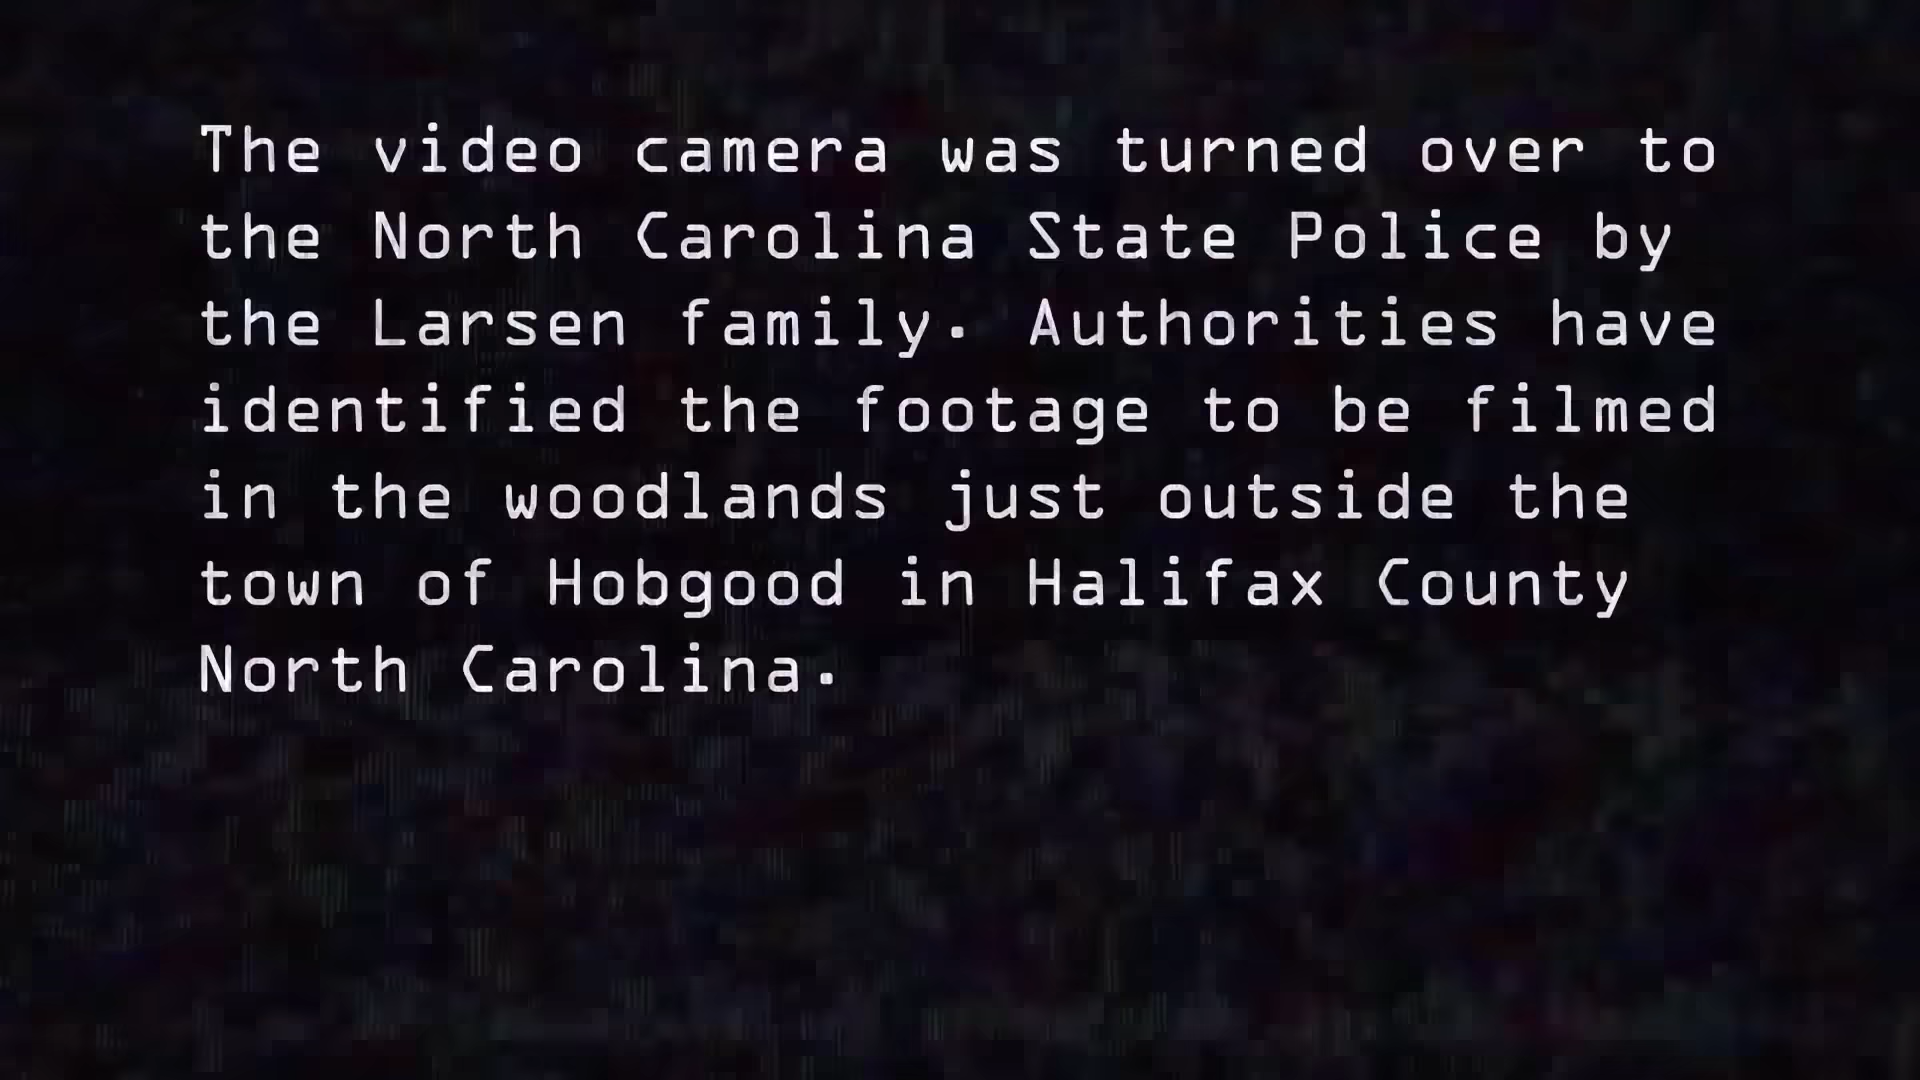 The video camera was turned over to
the North Carolina State Police by
the Larsen family. Authorities have
identified the footage to be filmed
in the woodlands just outside the
town of Hobgood in Halifax County
North Carolina.